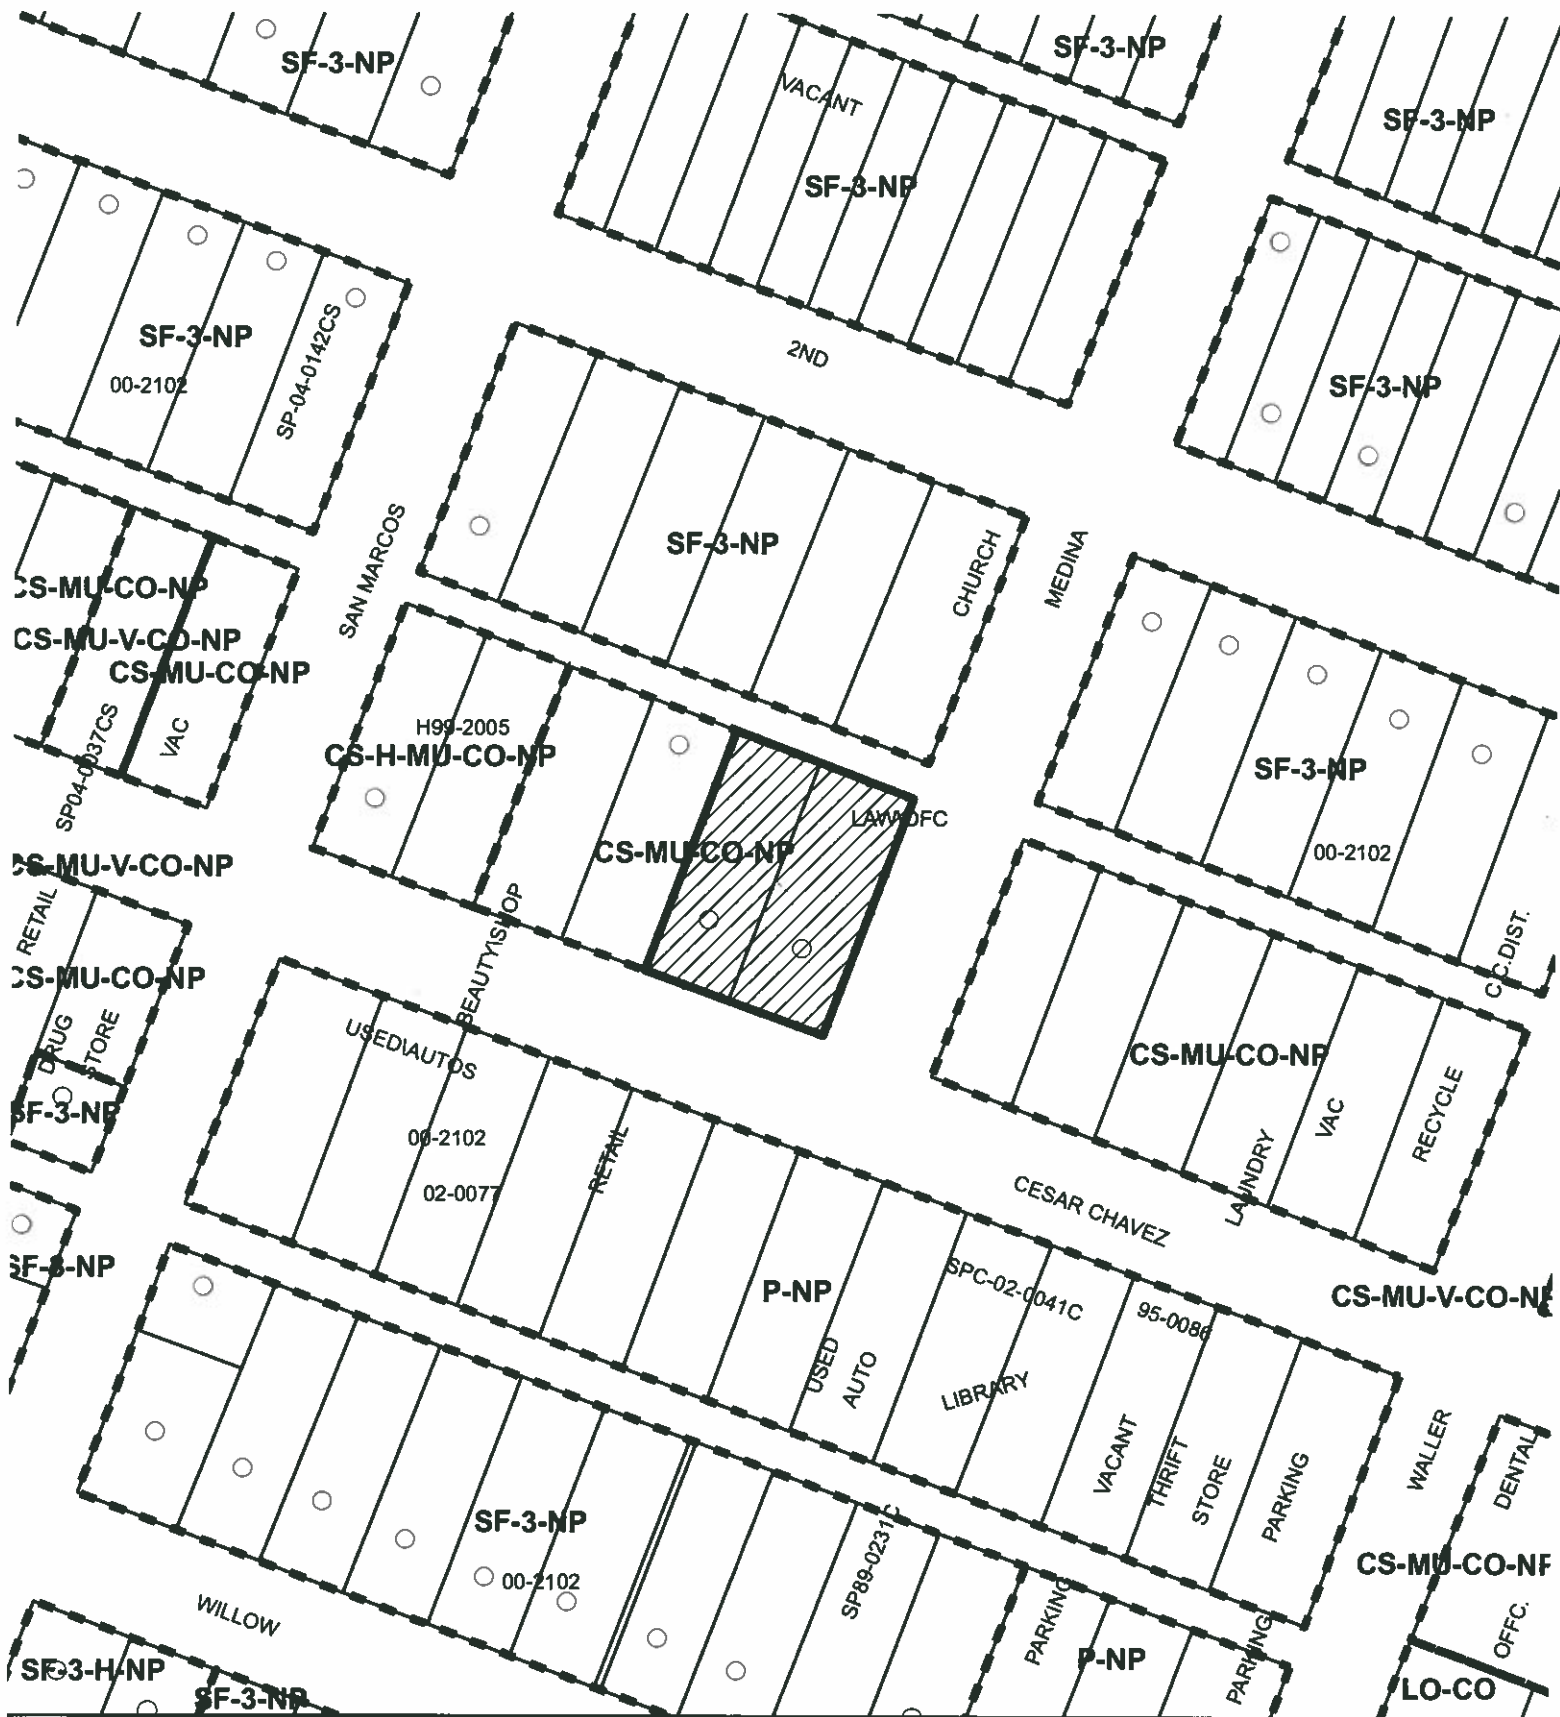 SF-3-NP
SF-3-NP
VACANT
SF-3-NP
SF-3-NP
SF-3-NP
00-2102
SP-04-0142CS
2ND
SF-3-NP
SAN MARCOS
SF-3-NP
CHURCH
MEDINA
CS-MU-CO-NP
CS-MU-V-CO-NP
CS-MU-CO-NP
SP04-0037CS
VAC
H99-2005
CS-H-MU-CO-NP
SF-3-NP
00-2102
LAW OFC
CS-MU-CO-NP
CS-MU-V-CO-NP
RETAIL
CS-MU-CO-NP
DRUG
STORE
SF-3-NP
BEAUTY\SHOP
USED\AUTOS
C.C.DIST.
CS-MU-CO-NP
LAUNDRY
VAC
RECYCLE
00-2102
02-0077
RETAIL
CESAR CHAVEZ
SF-3-NP
P-NP
SPC-02-0041C
95-0086
CS-MU-V-CO-NP
USED
AUTO
LIBRARY
VACANT
THRIFT
STORE
PARKING
WALLER
DENTAL
OFFC.
CS-MU-CO-NP
SF-3-NP
00-2102
SP89-0231C
WILLOW
PARKING
P-NP
PARKING
SF-3-H-NP
SF-3-NP
LO-CO